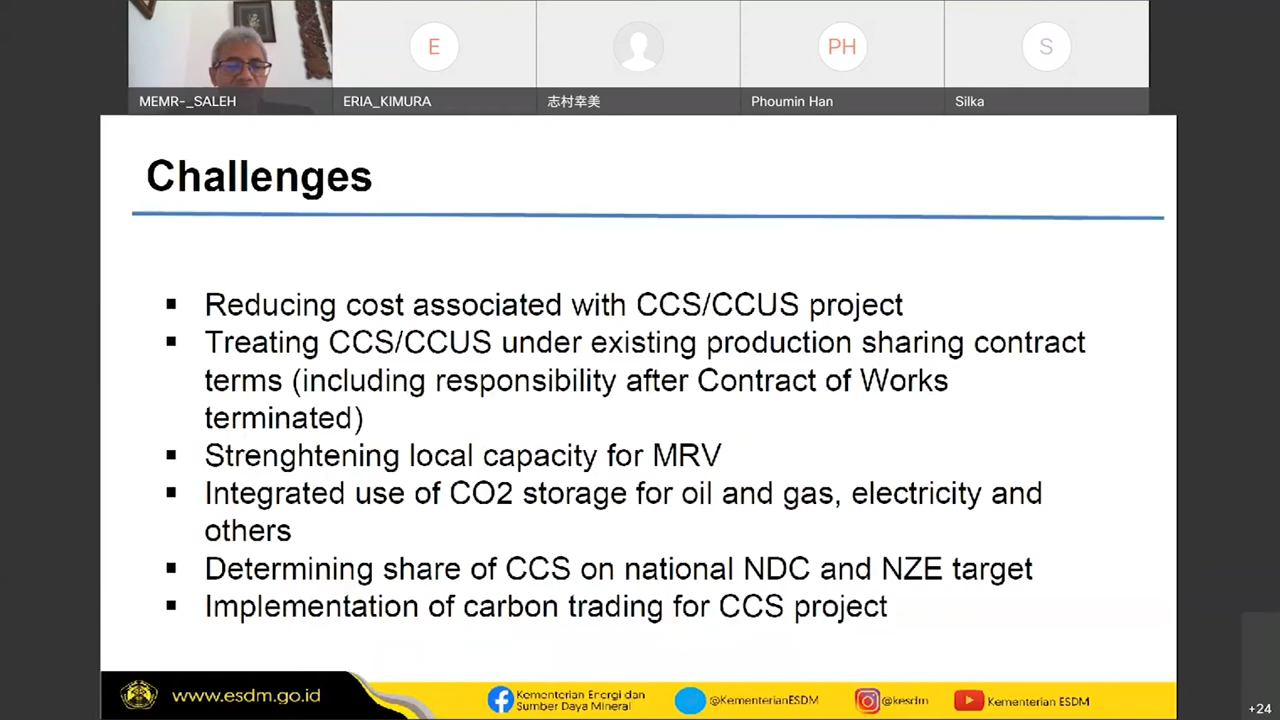 E
PH
S
MEMR-_SALEH
ERIA_KIMURA
志村幸美
Phoumin Han
Silka
Challenges
▪ Reducing cost associated with CCS/CCUS project
▪ Treating CCS/CCUS under existing production sharing contract
terms (including responsibility after Contract of Works
terminated)
▪ Strenghtening local capacity for MRV
▪ Integrated use of CO2 storage for oil and gas, electricity and
others
▪ Determining share of CCS on national NDC and NZE target
▪ Implementation of carbon trading for CCS project
www.esdm.go.id
Kementerian Energi dan
Sumber Daya Mineral
@KementerianESDM
@kesdm
Kementerian ESDM
+24